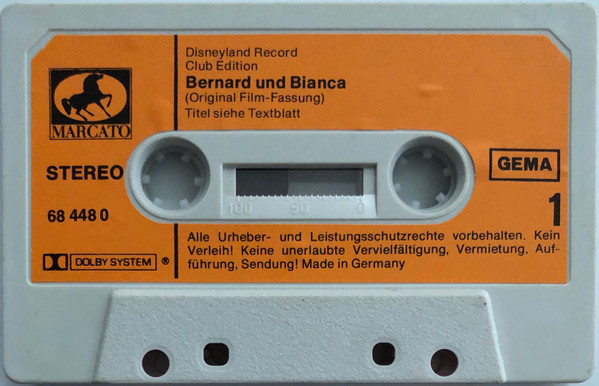 Disneyland Record
Club Edition
Bernard und Bianca
(Original Film-Fassung)
Titel siehe Textblatt
MARCATO
STEREO
GEMA
100 50 0
68 448 0
1
Alle Urheber- und Leistungsschutzrechte vorbehalten. Kein
Verleih! Keine unerlaubte Vervielfältigung, Vermietung, Auf-
führung, Sendung! Made in Germany
DOLBY SYSTEM ®